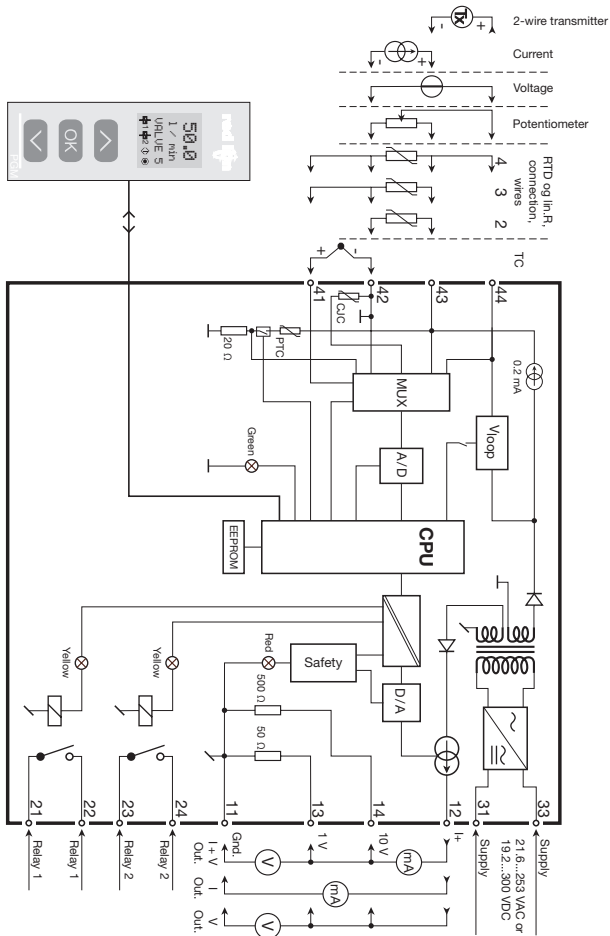 2-wire transmitter
Tx
+
-
Current
+
-
Voltage
Potentiometer
RTD og lin.R,
connection,
wires
4
3
2
TC
+
-
red
50.0
l / min
VALVE 5
1 2
OK
41
42
43
44
CJC
PTC
20 Ω
0.2 mA
MUX
Vloop
Green
A/D
CPU
EEPROM
Yellow
Yellow
Red
Safety
D/A
500 Ω
50 Ω
21
22
23
24
11
13
14
12
31
33
Relay 1
Relay 1
Relay 2
Relay 2
Gnd.
1 V
10 V
I+
Supply
Supply
21.6....253 VAC or
19.2...300 VDC
V
mA
I + V
Out.
mA
I
Out.
V
V
Out.